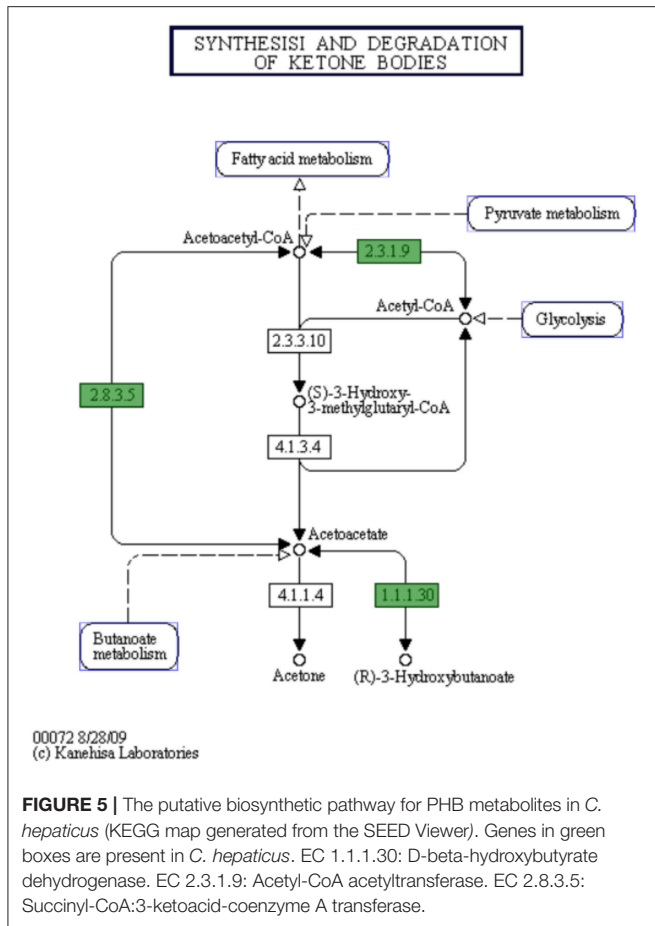 SYNTHESISI AND DEGRADATION
OF KETONE BODIES
Fatty acid metabolism
Pyruvate metabolism
Acetoacetyl-CoA
2.3.1.9
Acetyl-CoA
Glycolysis
2.3.3.10
2.8.3.5
(S)-3-Hydroxy-
3-methylglutaryl-CoA
4.1.3.4
Acetoacetate
4.1.1.4
1.1.1.30
Butanoate
metabolism
Acetone
(R)-3-Hydroxybutanoate
00072 8/28/09
(c) Kanehisa Laboratories
FIGURE 5 | The putative biosynthetic pathway for PHB metabolites in C.
hepaticus (KEGG map generated from the SEED Viewer). Genes in green
boxes are present in C. hepaticus. EC 1.1.1.30: D-beta-hydroxybutyrate
dehydrogenase. EC 2.3.1.9: Acetyl-CoA acetyltransferase. EC 2.8.3.5:
Succinyl-CoA:3-ketoacid-coenzyme A transferase.